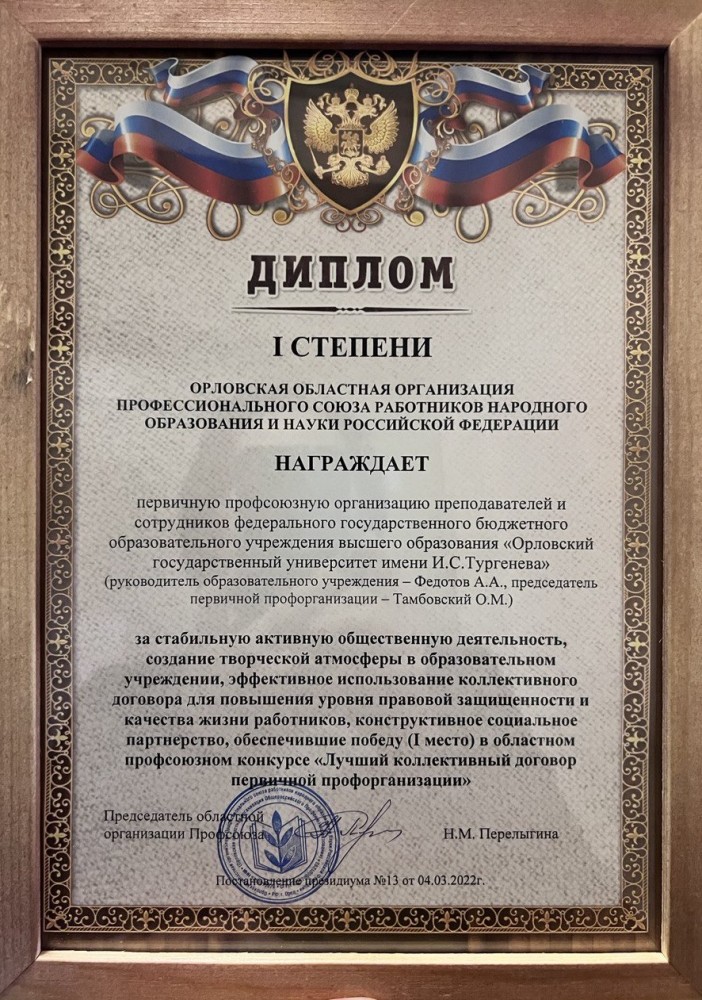 ДИПЛОМ
I СТЕПЕНИ
ОРЛОВСКАЯ ОБЛАСТНАЯ ОРГАНИЗАЦИЯ
ПРОФЕССИОНАЛЬНОГО СОЮЗА РАБОТНИКОВ НАРОДНОГО
ОБРАЗОВАНИЯ И НАУКИ РОССИЙСКОЙ ФЕДЕРАЦИИ
НАГРАЖДАЕТ
первичную профсоюзную организацию преподавателей и
сотрудников федерального государственного бюджетного
образовательного учреждения высшего образования «Орловский
государственный университет имени И.С.Тургенева»
(руководитель образовательного учреждения – Федотов А.А., председатель
первичной профорганизации – Тамбовский О.М.)
за стабильную активную общественную деятельность,
создание творческой атмосферы в образовательном
учреждении, эффективное использование коллективного
договора для повышения уровня правовой защищенности и
качества жизни работников, конструктивное социальное
партнерство, обеспечившие победу (I место) в областном
профсоюзном конкурсе «Лучший коллективный договор
первичной профорганизации»
Председатель областной
организации Профсоюза Н.М. Перелыгина
Постановление президиума №13 от 04.03.2022г.